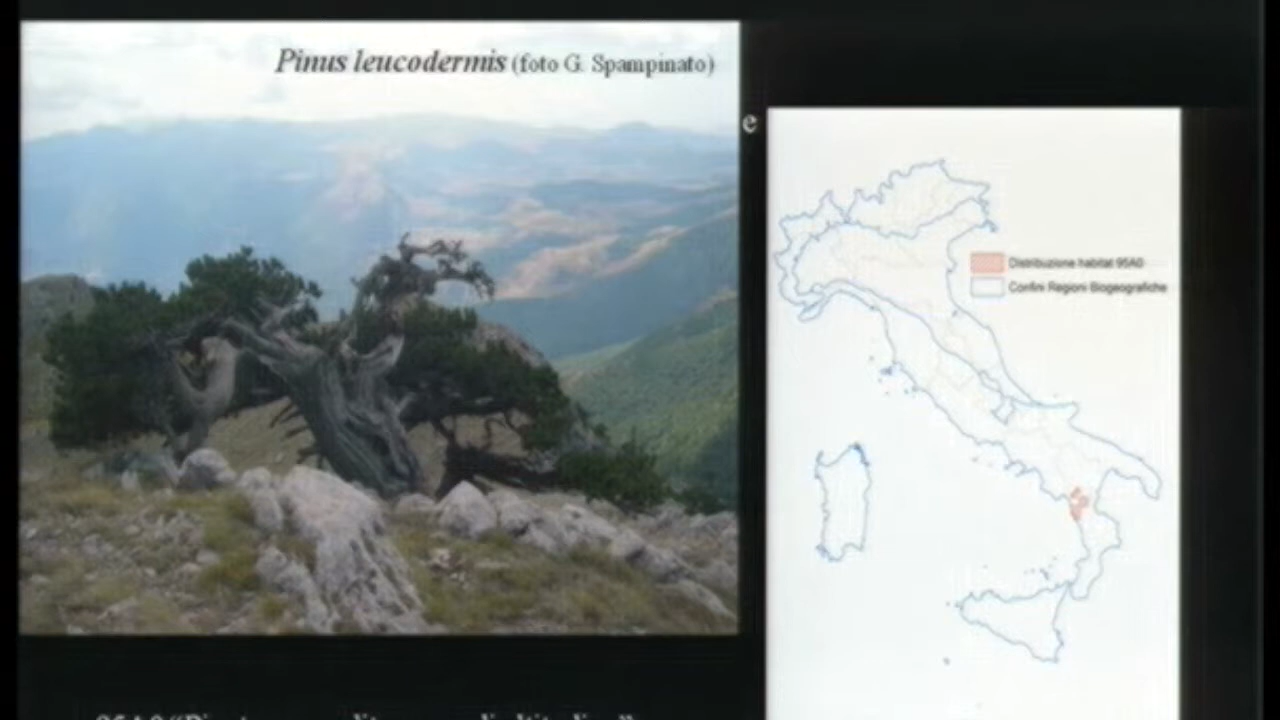 Pinus leucodermis (foto G. Spampinato)
e
Distribuzione habitat 95A0
Confini Regioni Biogeografiche